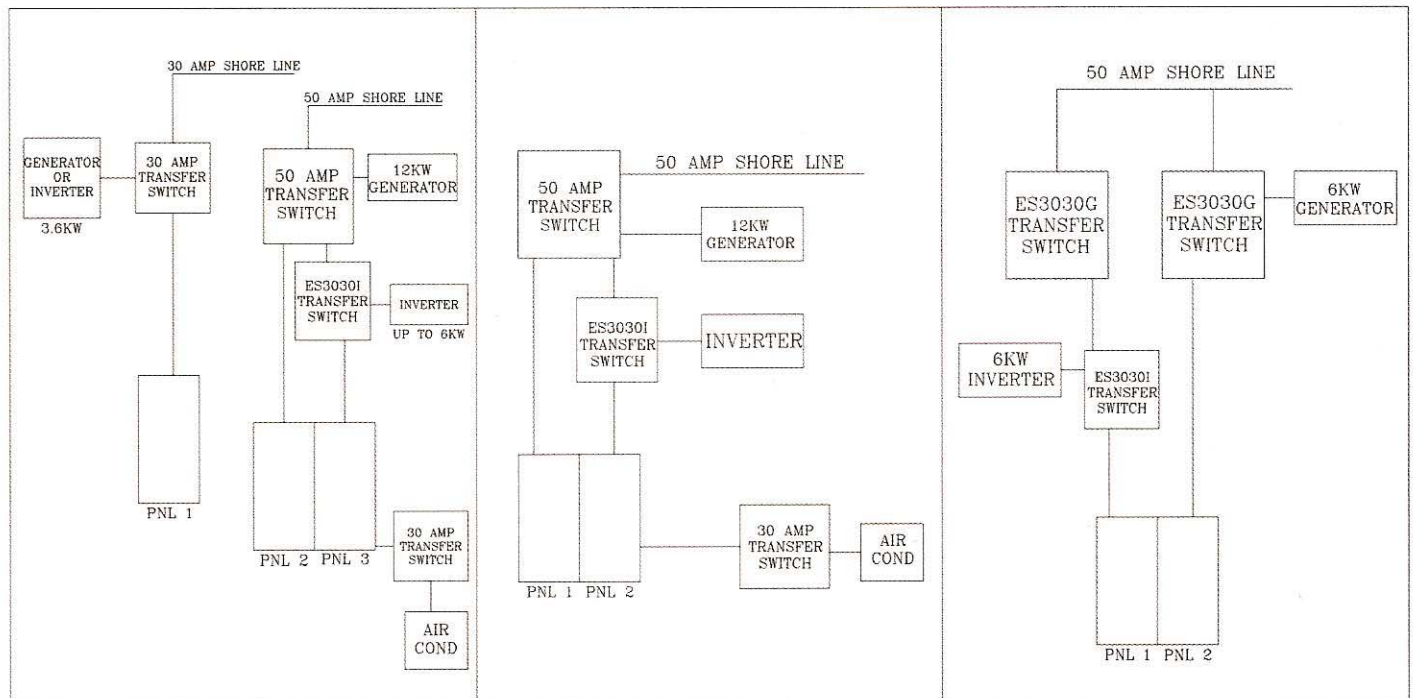 30 AMP SHORE LINE
50 AMP SHORE LINE
GENERATOR
OR
INVERTER
3.6KW
30 AMP
TRANSFER
SWITCH
50 AMP
TRANSFER
SWITCH
12KW
GENERATOR
ES3030I
TRANSFER
SWITCH
INVERTER
UP TO 6KW
PNL 1
PNL 2 PNL 3
30 AMP
TRANSFER
SWITCH
AIR
COND
50 AMP SHORE LINE
50 AMP
TRANSFER
SWITCH
12KW
GENERATOR
ES3030I
TRANSFER
SWITCH
INVERTER
PNL 1 PNL 2
30 AMP
TRANSFER
SWITCH
AIR
COND
50 AMP SHORE LINE
ES3030G
TRANSFER
SWITCH
ES3030G
TRANSFER
SWITCH
6KW
GENERATOR
6KW
INVERTER
ES3030I
TRANSFER
SWITCH
PNL 1 PNL 2